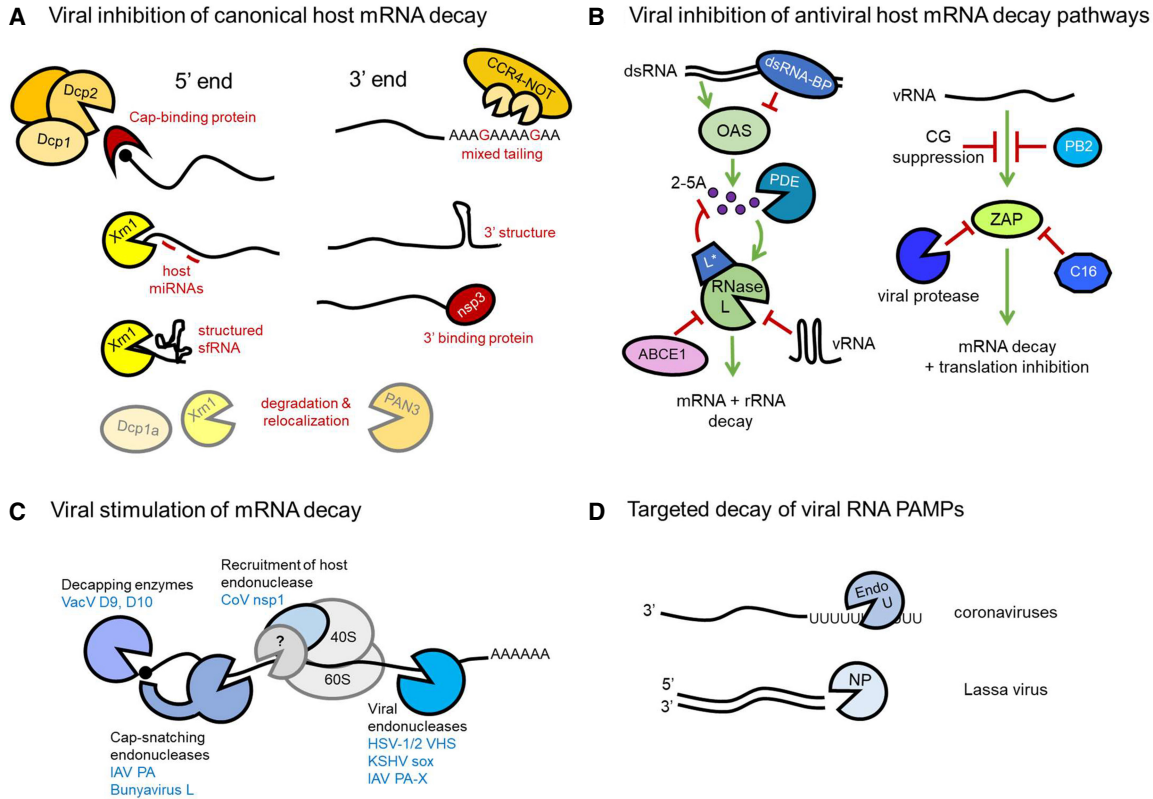 A Viral inhibition of canonical host mRNA decay
5’ end
3’ end
Dcp2
Dcp1
Cap-binding protein
CCR4-NOT
AAAGAAAAGAA
mixed tailing
Xrn1
host
miRNAs
3’ structure
Xrn1
structured
sfRNA
nsp3
3’ binding protein
Dcp1a
Xrn1
degradation &
relocalization
PAN3
B Viral inhibition of antiviral host mRNA decay pathways
dsRNA
dsRNA-BP
OAS
2-5A
PDE
L*
RNase
L
ABCE1
vRNA
mRNA + rRNA
decay
vRNA
CG
suppression
PB2
ZAP
viral protease
C16
mRNA decay
+ translation inhibition
C Viral stimulation of mRNA decay
Decapping enzymes
VacV D9, D10
Recruitment of host
endonuclease
CoV nsp1
?
40S
60S
AAAAAA
Cap-snatching
endonucleases
IAV PA
Bunyavirus L
Viral
endonucleases
HSV-1/2 VHS
KSHV sox
IAV PA-X
D Targeted decay of viral RNA PAMPs
3’
UUUUUU
UUU
Endo
U
coronaviruses
5’
3’
NP
Lassa virus